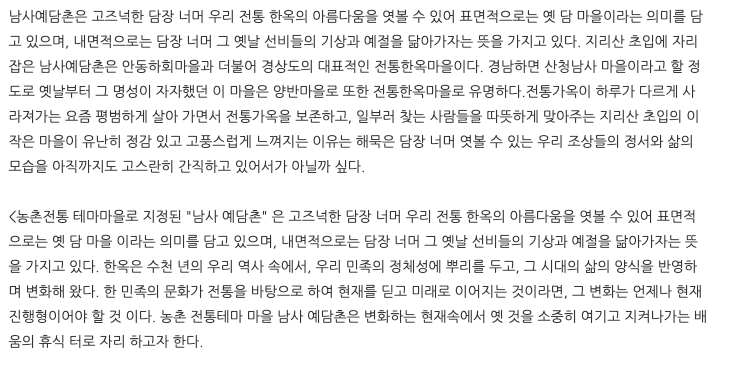 남사예담촌은 고즈넉한 담장 너머 우리 전통 한옥의 아름다움을 엿볼 수 있어 표면적으로는 옛 담 마을이라는 의미를 담
고 있으며, 내면적으로는 담장 너머 그 옛날 선비들의 기상과 예절을 닮아가자는 뜻을 가지고 있다. 지리산 초입에 자리
잡은 남사예담촌은 안동하회마을과 더불어 경상도의 대표적인 전통한옥마을이다. 경남하면 산청남사 마을이라고 할 정
도로 옛날부터 그 명성이 자자했던 이 마을은 양반마을로 또한 전통한옥마을로 유명하다.전통가옥이 하루가 다르게 사
라져가는 요즘 평범하게 살아 가면서 전통가옥을 보존하고, 일부러 찾는 사람들을 따뜻하게 맞아주는 지리산 초입의 이
작은 마을이 유난히 정감 있고 고풍스럽게 느껴지는 이유는 해묵은 담장 너머 엿볼 수 있는 우리 조상들의 정서와 삶의
모습을 아직까지도 고스란히 간직하고 있어서가 아닐까 싶다.
<농촌전통 테마마을로 지정된 "남사 예담촌" 은 고즈넉한 담장 너머 우리 전통 한옥의 아름다움을 엿볼 수 있어 표면적
으로는 옛 담 마을 이라는 의미를 담고 있으며, 내면적으로는 담장 너머 그 옛날 선비들의 기상과 예절을 닮아가자는 뜻
을 가지고 있다. 한옥은 수천 년의 우리 역사 속에서, 우리 민족의 정체성에 뿌리를 두고, 그 시대의 삶의 양식을 반영하
며 변화해 왔다. 한 민족의 문화가 전통을 바탕으로 하여 현재를 딛고 미래로 이어지는 것이라면, 그 변화는 언제나 현재
진행형이어야 할 것 이다. 농촌 전통테마 마을 남사 예담촌은 변화하는 현재속에서 옛 것을 소중히 여기고 지켜나가는 배
움의 휴식 터로 자리 하고자 한다.